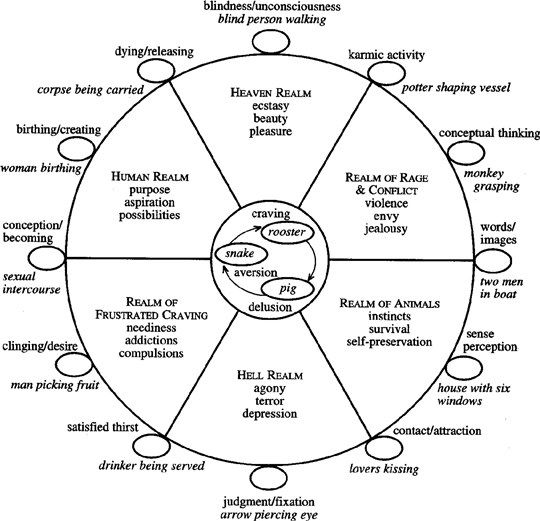 blindness/unconsciousness
blind person walking
dying/releasing
corpse being carried
karmic activity
potter shaping vessel
birthing/creating
woman birthing
conceptual thinking
monkey
grasping
conception/
becoming
sexual
intercourse
words/
images
two men
in boat
clinging/desire
man picking fruit
sense
perception
house with six
windows
satisfied thirst
drinker being served
contact/attraction
lovers kissing
judgment/fixation
arrow piercing eye
HEAVEN REALM
ecstasy
beauty
pleasure
HUMAN REALM
purpose
aspiration
possibilities
REALM OF RAGE
& CONFLICT
violence
envy
jealousy
craving
rooster
snake
aversion
pig
delusion
REALM OF
FRUSTRATED CRAVING
neediness
addictions
compulsions
REALM OF ANIMALS
instincts
survival
self-preservation
HELL REALM
agony
terror
depression